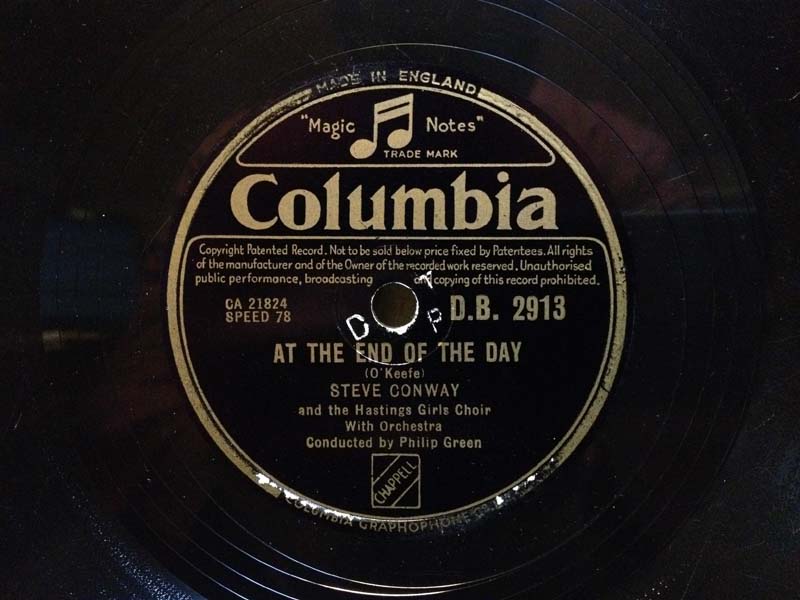 MADE IN ENGLAND
"Magic Notes"
TRADE MARK
Columbia
Copyright Patented Record. Not to be sold below price fixed by Patentees. All rights
of the manufacturer and of the Owner of the recorded work reserved. Unauthorised
public performance, broadcasting and copying of this record prohibited.
CA 21824
SPEED 78
D.B. 2913
D
P
AT THE END OF THE DAY
(O'Keefe)
STEVE CONWAY
and the Hastings Girls Choir
With Orchestra
Conducted by Philip Green
CHAPPELL
COLUMBIA GRAPHOPHONE